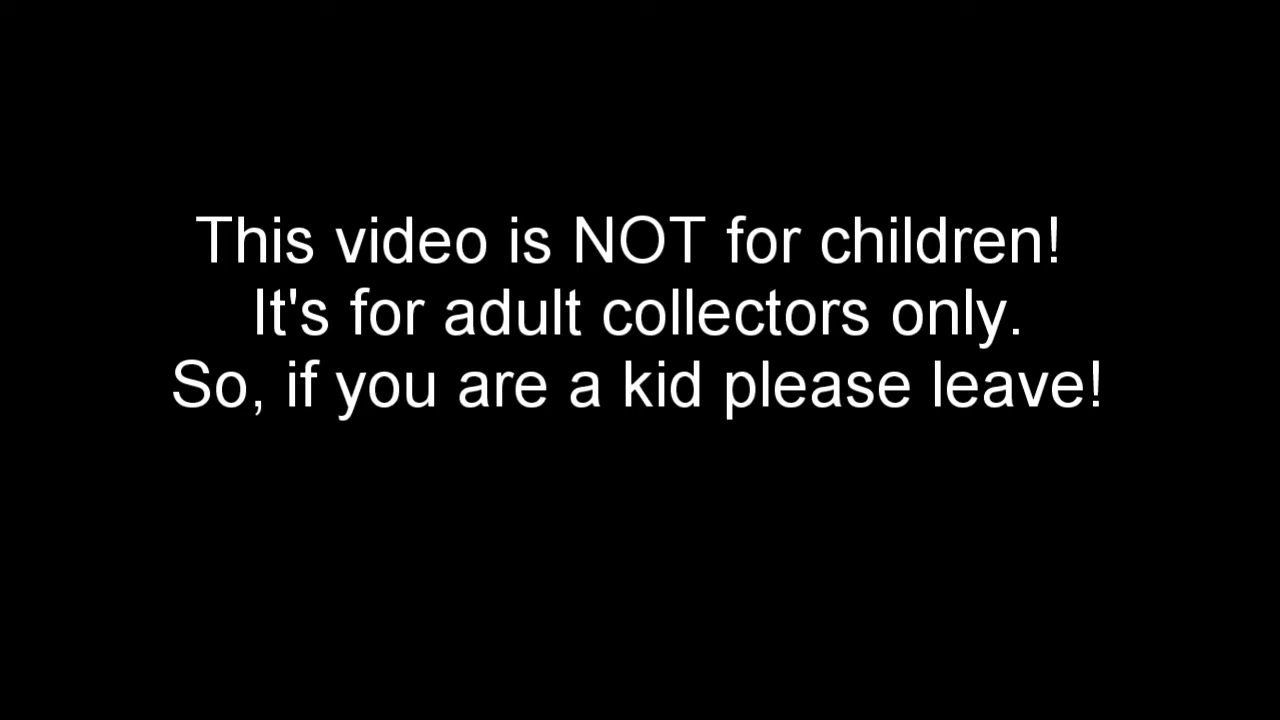 This video is NOT for children!
It's for adult collectors only.
So, if you are a kid please leave!